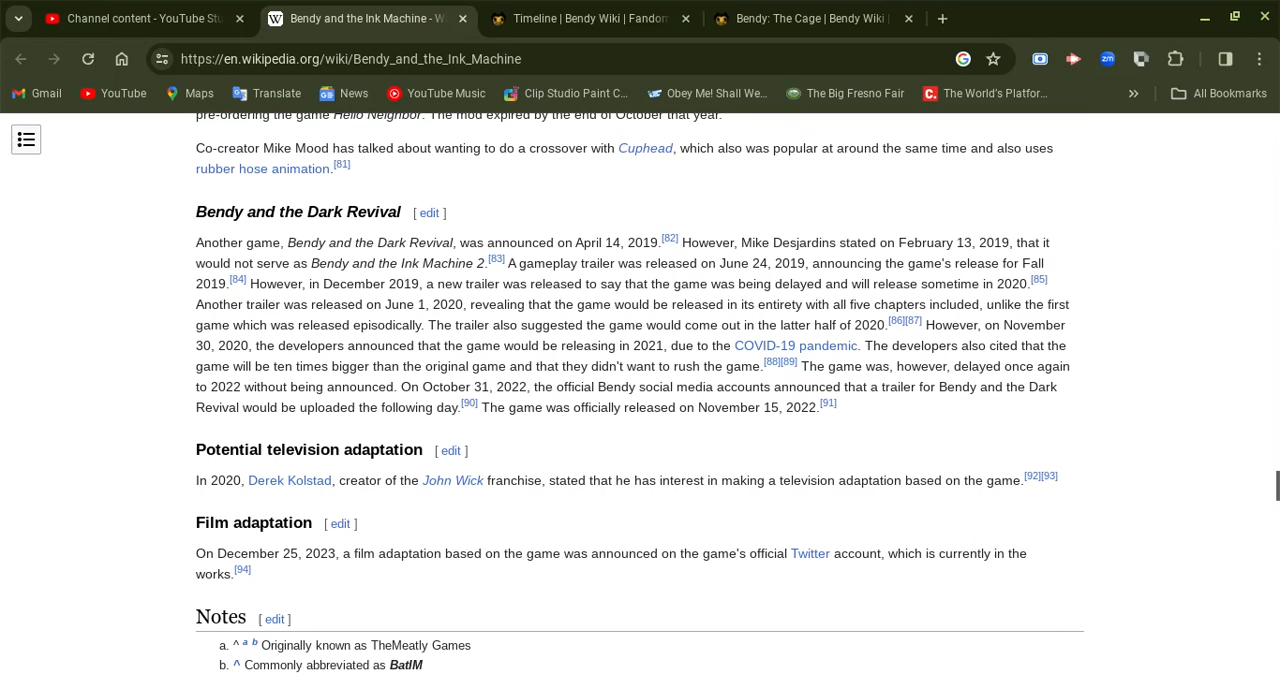 Channel content - YouTube Stu
Bendy and the Ink Machine - W
Timeline | Bendy Wiki | Fandom
Bendy: The Cage | Bendy Wiki |
https://en.wikipedia.org/wiki/Bendy_and_the_Ink_Machine
Gmail
YouTube
Maps
Translate
News
YouTube Music
Clip Studio Paint C...
Obey Me! Shall We...
The Big Fresno Fair
The World's Platfor...
All Bookmarks
pre-ordering the game Hello Neighbor. The mod expired by the end of October that year.
Co-creator Mike Mood has talked about wanting to do a crossover with Cuphead, which also was popular at around the same time and also uses
rubber hose animation.[81]
Bendy and the Dark Revival [ edit ]
Another game, Bendy and the Dark Revival, was announced on April 14, 2019.[82] However, Mike Desjardins stated on February 13, 2019, that it
would not serve as Bendy and the Ink Machine 2.[83] A gameplay trailer was released on June 24, 2019, announcing the game's release for Fall
2019.[84] However, in December 2019, a new trailer was released to say that the game was being delayed and will release sometime in 2020.[85]
Another trailer was released on June 1, 2020, revealing that the game would be released in its entirety with all five chapters included, unlike the first
game which was released episodically. The trailer also suggested the game would come out in the latter half of 2020.[86][87] However, on November
30, 2020, the developers announced that the game would be releasing in 2021, due to the COVID-19 pandemic. The developers also cited that the
game will be ten times bigger than the original game and that they didn't want to rush the game.[88][89] The game was, however, delayed once again
to 2022 without being announced. On October 31, 2022, the official Bendy social media accounts announced that a trailer for Bendy and the Dark
Revival would be uploaded the following day.[90] The game was officially released on November 15, 2022.[91]
Potential television adaptation [ edit ]
In 2020, Derek Kolstad, creator of the John Wick franchise, stated that he has interest in making a television adaptation based on the game.[92][93]
Film adaptation [ edit ]
On December 25, 2023, a film adaptation based on the game was announced on the game's official Twitter account, which is currently in the
works.[94]
Notes [ edit ]
a. ^ a b Originally known as TheMeatly Games
b. ^ Commonly abbreviated as BatIM